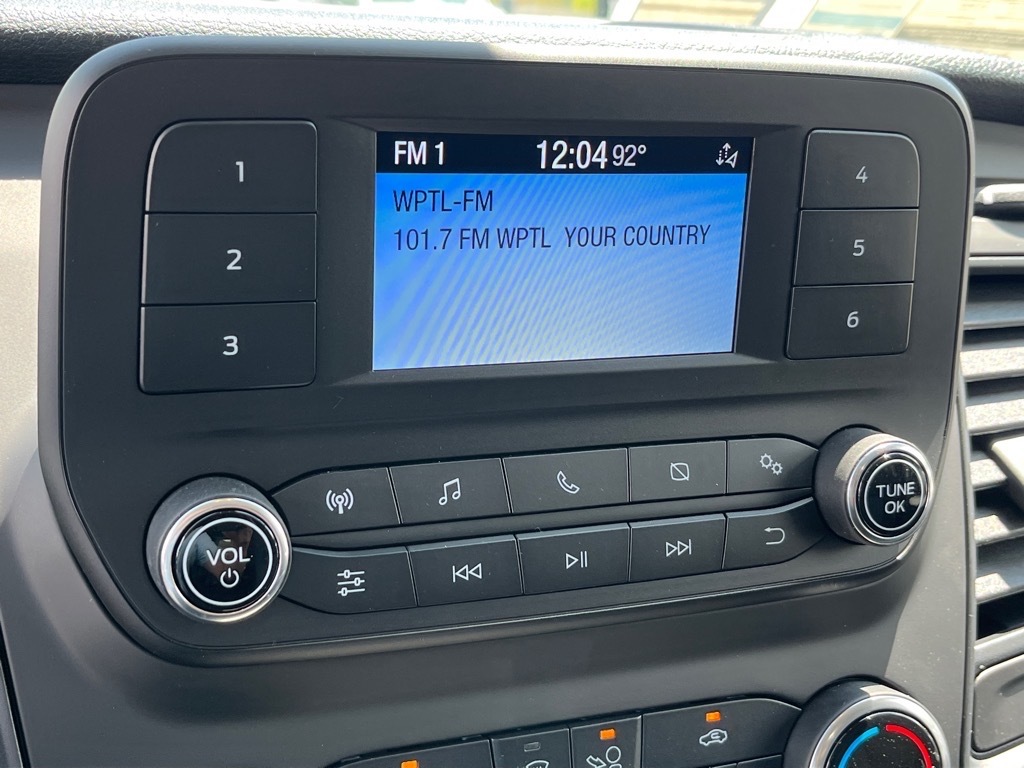 FM 1 12:04 92°
WPTL-FM
101.7 FM WPTL YOUR COUNTRY
1
2
3
4
5
6
VOL
TUNE
OK